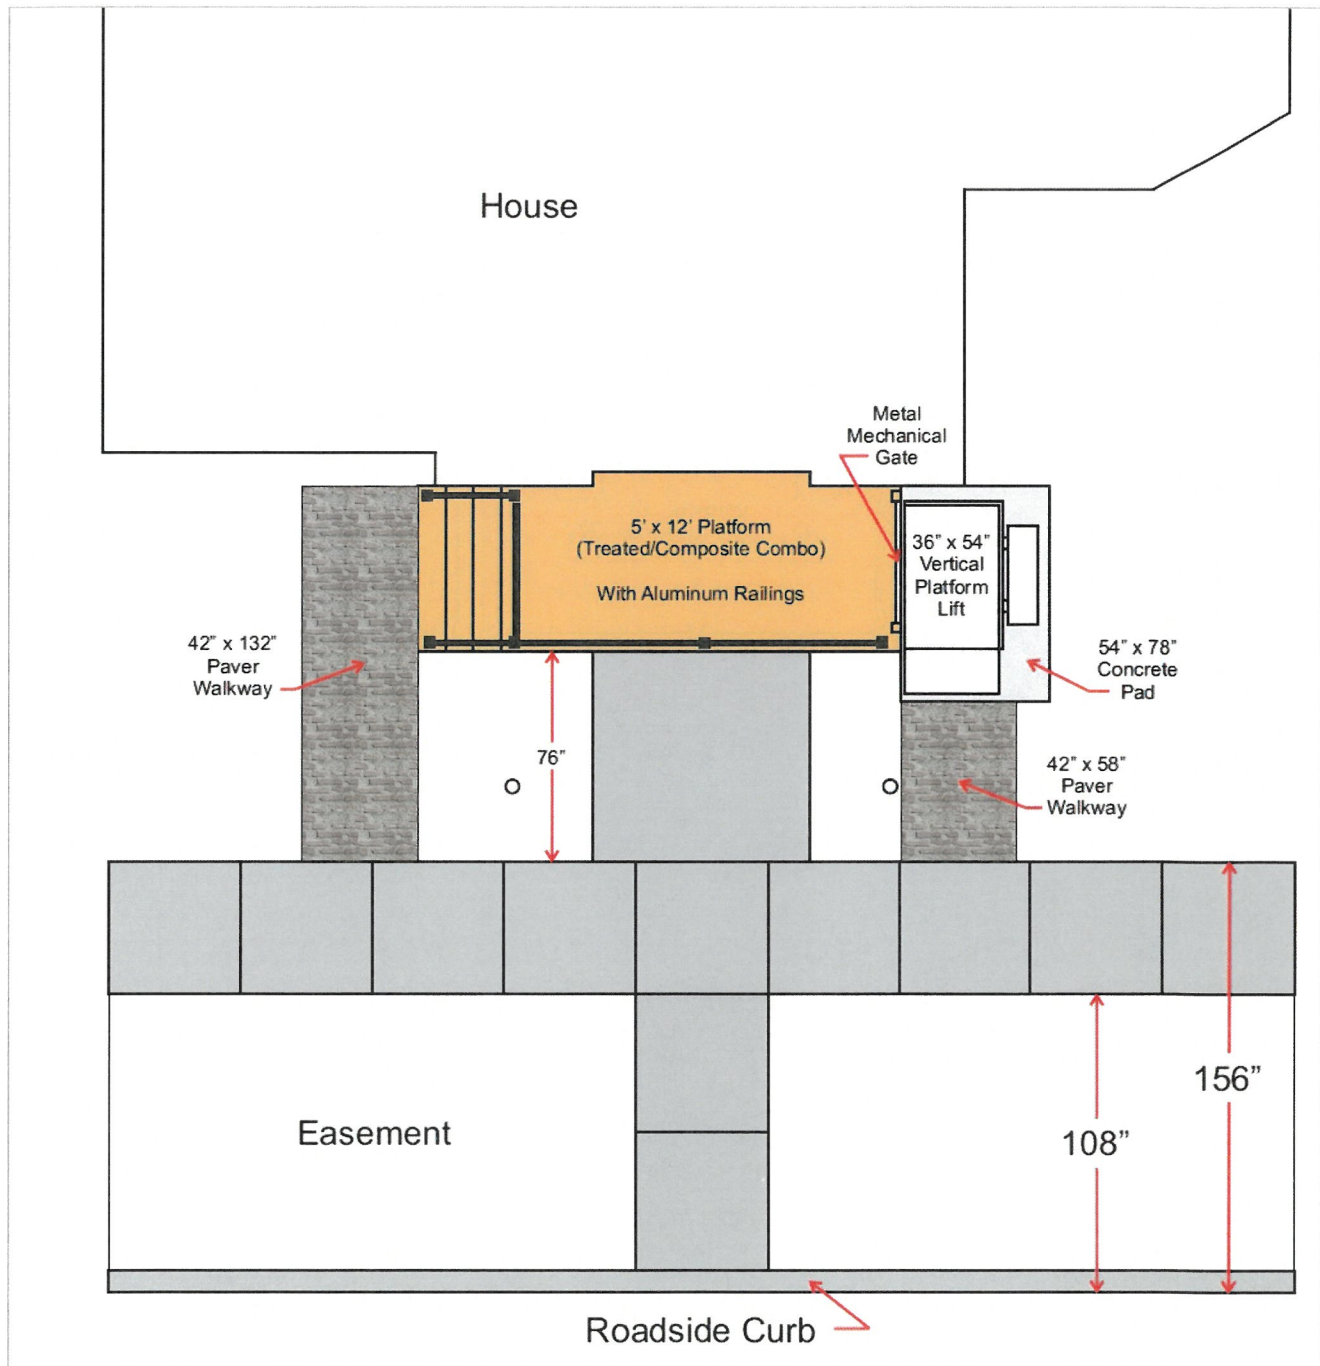 House
Metal
Mechanical
Gate
5’ x 12’ Platform
(Treated/Composite Combo)
With Aluminum Railings
36” x 54”
Vertical
Platform
Lift
42” x 132”
Paver
Walkway
54” x 78”
Concrete
Pad
76”
42” x 58”
Paver
Walkway
156”
Easement
108”
Roadside Curb